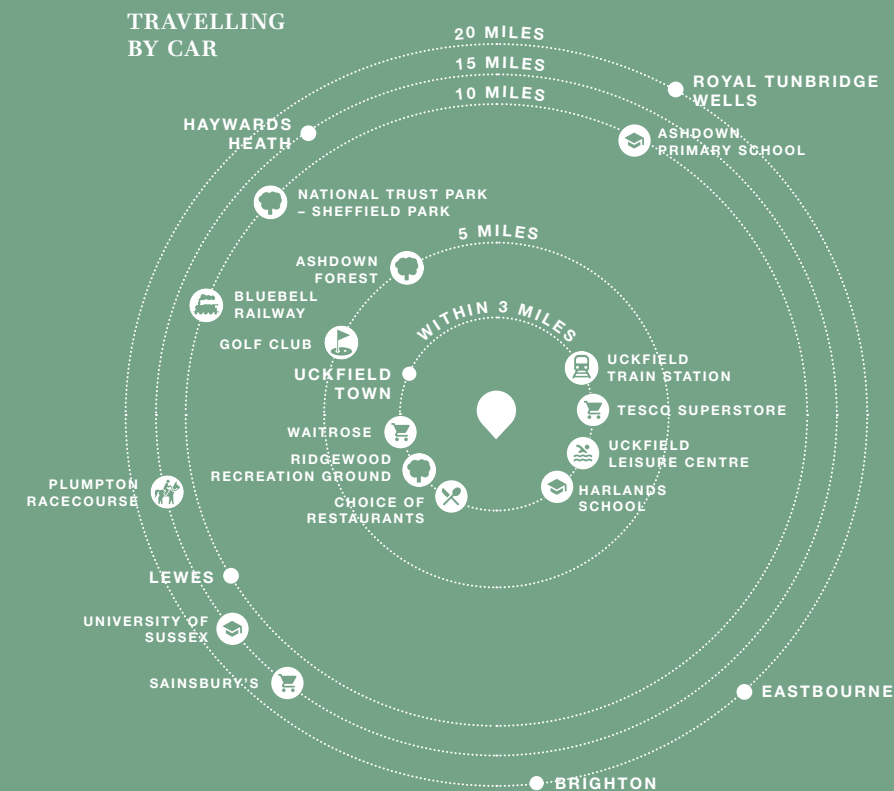 TRAVELLING
BY CAR
20 MILES
15 MILES
10 MILES
ROYAL TUNBRIDGE
WELLS
HAYWARDS
HEATH
ASHDOWN
PRIMARY SCHOOL
NATIONAL TRUST PARK
– SHEFFIELD PARK
5 MILES
ASHDOWN
FOREST
BLUEBELL
RAILWAY
WITHIN 3 MILES
GOLF CLUB
UCKFIELD
TRAIN STATION
UCKFIELD
TOWN
TESCO SUPERSTORE
WAITROSE
UCKFIELD
LEISURE CENTRE
RIDGEWOOD
RECREATION GROUND
HARLANDS
SCHOOL
PLUMPTON
RACECOURSE
CHOICE OF
RESTAURANTS
LEWES
UNIVERSITY OF
SUSSEX
SAINSBURY'S
EASTBOURNE
BRIGHTON